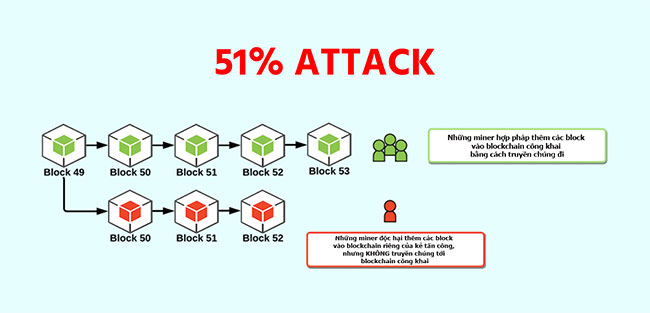 51% ATTACK
Block 49
Block 50
Block 51
Block 52
Block 53
Những miner hợp pháp thêm các block
vào blockchain công khai
bằng cách truyền chúng đi
Block 50
Block 51
Block 52
Những miner độc hại thêm các block
vào blockchain riêng của kẻ tấn công,
nhưng KHÔNG truyền chúng tới
blockchain công khai